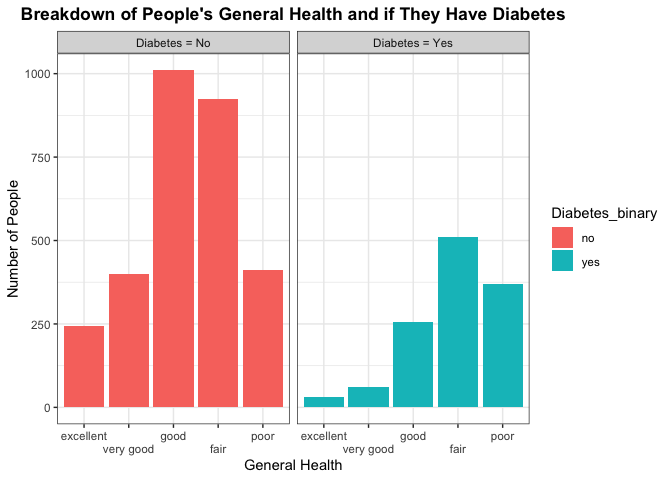 Breakdown of People's General Health and if They Have Diabetes
Diabetes = No
Diabetes = Yes
Number of People
1000
750
500
250
0
excellent
very good
good
fair
poor
excellent
very good
good
fair
poor
General Health
Diabetes_binary
no
yes